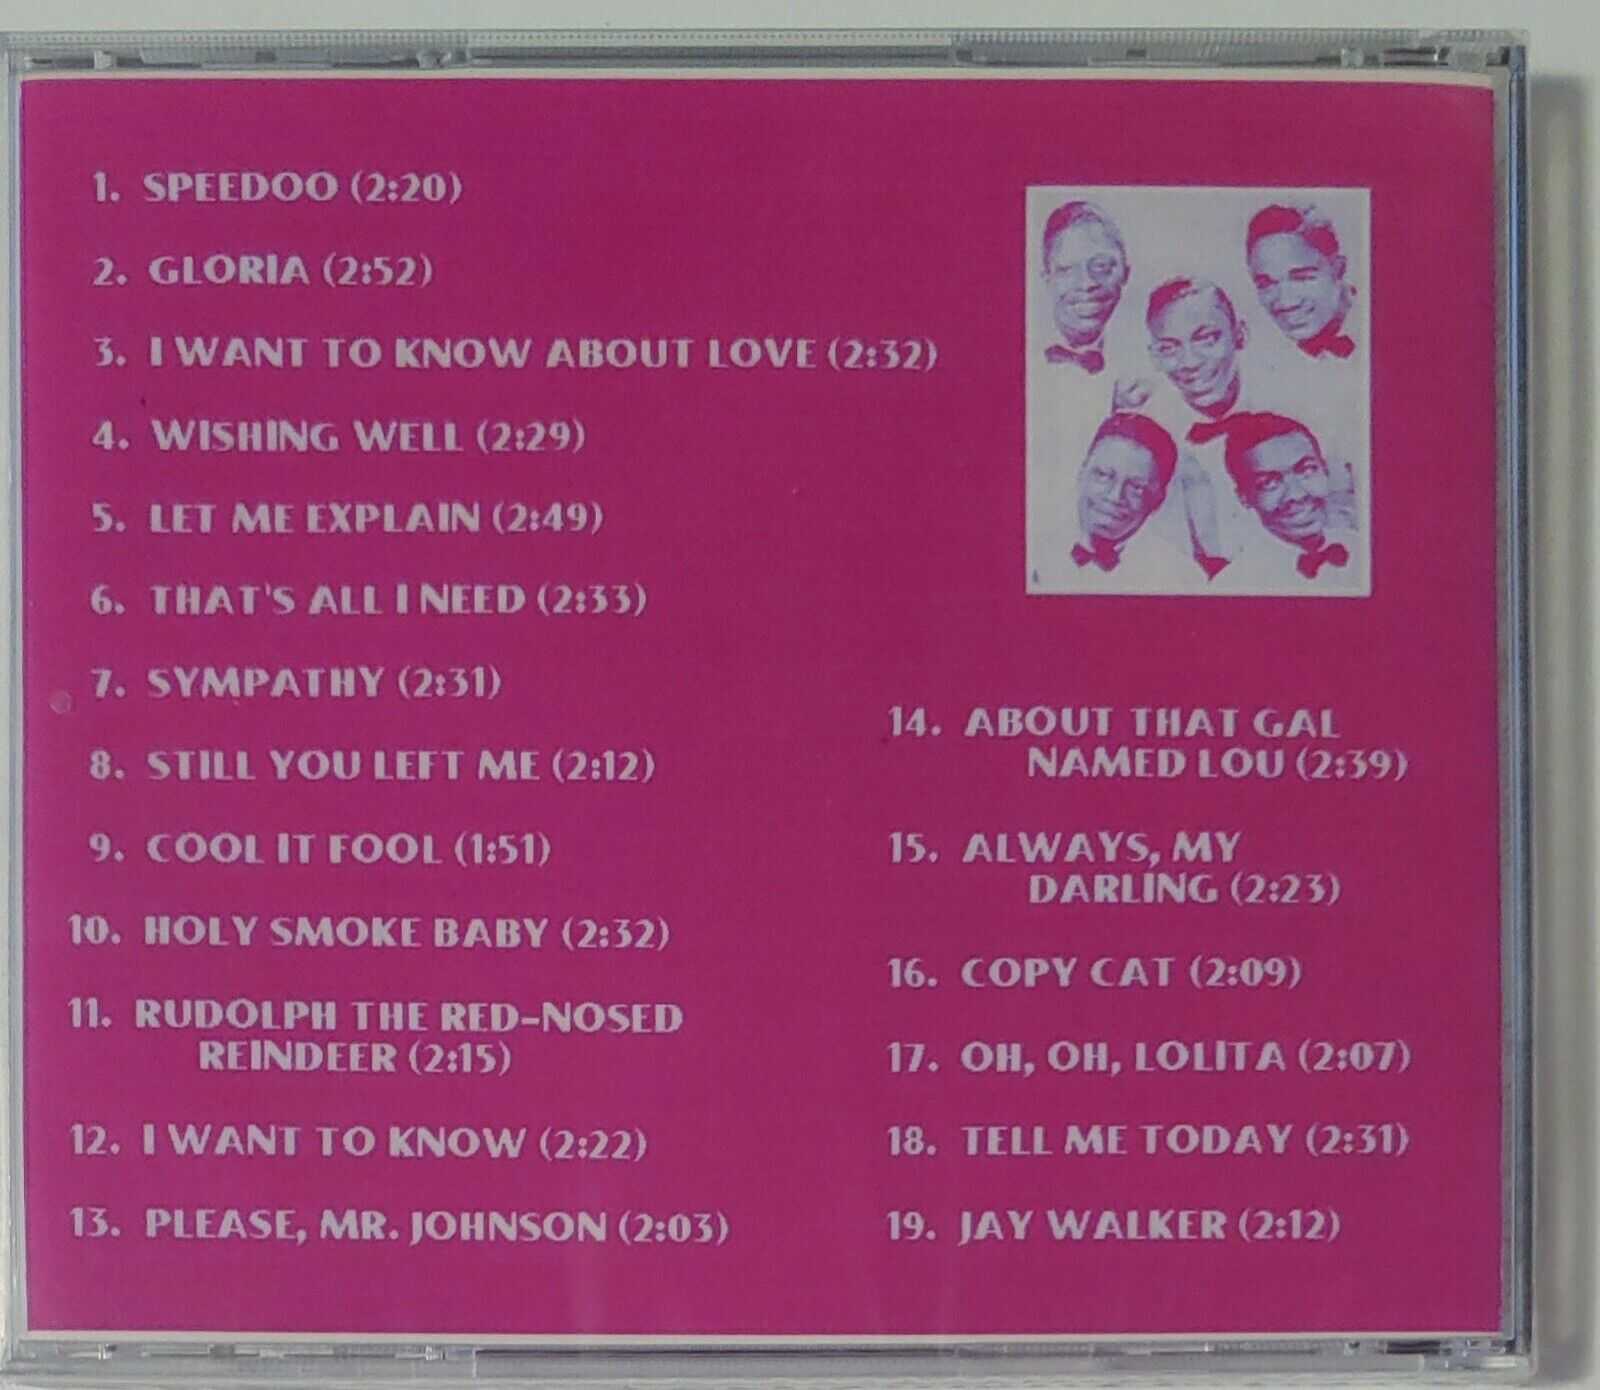 1. SPEEDOO (2:20)
2. GLORIA (2:52)
3. I WANT TO KNOW ABOUT LOVE (2:32)
4. WISHING WELL (2:29)
5. LET ME EXPLAIN (2:49)
6. THAT'S ALL I NEED (2:33)
7. SYMPATHY (2:31)
8. STILL YOU LEFT ME (2:12)
9. COOL IT FOOL (1:51)
10. HOLY SMOKE BABY (2:32)
11. RUDOLPH THE RED-NOSED
REINDEER (2:15)
12. I WANT TO KNOW (2:22)
13. PLEASE, MR. JOHNSON (2:03)
14. ABOUT THAT GAL
NAMED LOU (2:39)
15. ALWAYS, MY
DARLING (2:23)
16. COPY CAT (2:09)
17. OH, OH, LOLITA (2:07)
18. TELL ME TODAY (2:31)
19. JAY WALKER (2:12)